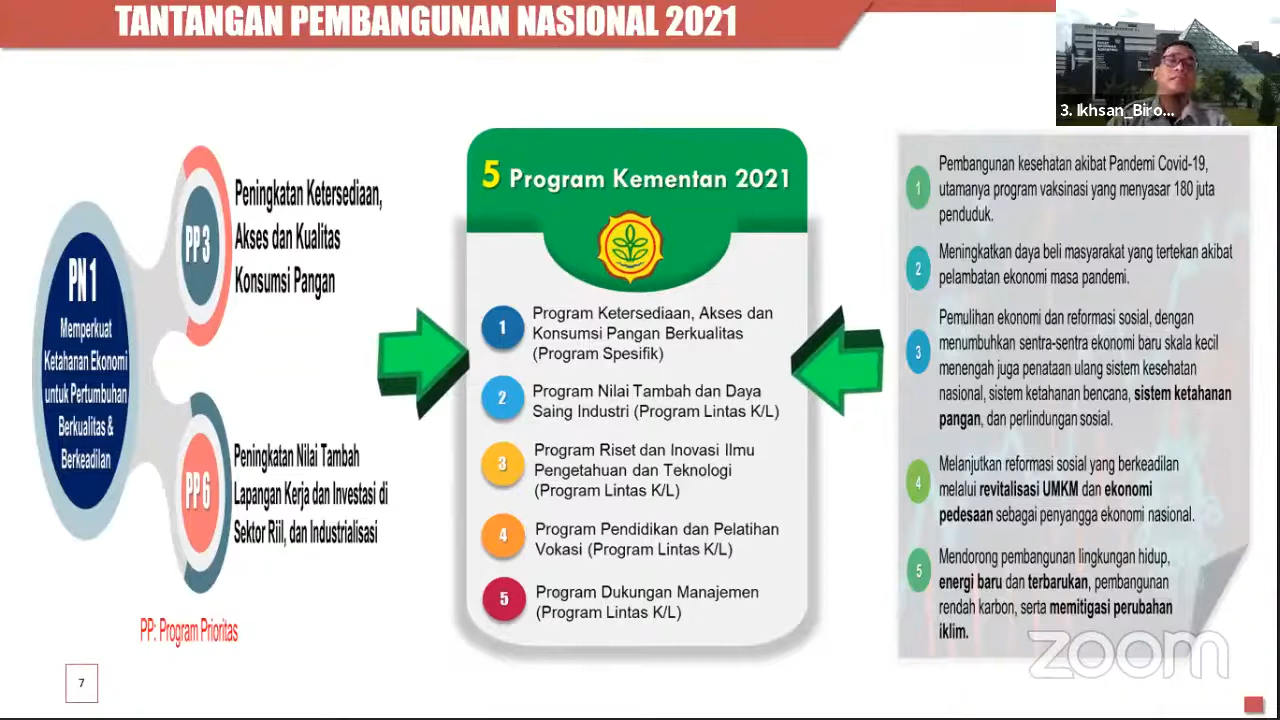 TANTANGAN PEMBANGUNAN NASIONAL 2021
3. Ikhsan_Biro...
PN 1
Memperkuat
Ketahanan Ekonomi
untuk Pertumbuhan
Berkualitas &
Berkeadilan
PP 3
Peningkatan Ketersediaan,
Akses dan Kualitas
Konsumsi Pangan
PP 6
Peningkatan Nilai Tambah
Lapangan Kerja dan Investasi di
Sektor Riil, dan Industrialisasi
PP: Program Prioritas
7
5 Program Kementan 2021
1
Program Ketersediaan, Akses dan
Konsumsi Pangan Berkualitas
(Program Spesifik)
2
Program Nilai Tambah dan Daya
Saing Industri (Program Lintas K/L)
3
Program Riset dan Inovasi Ilmu
Pengetahuan dan Teknologi
(Program Lintas K/L)
4
Program Pendidikan dan Pelatihan
Vokasi (Program Lintas K/L)
5
Program Dukungan Manajemen
(Program Lintas K/L)
1
Pembangunan kesehatan akibat Pandemi Covid-19,
utamanya program vaksinasi yang menyasar 180 juta
penduduk.
2
Meningkatkan daya beli masyarakat yang tertekan akibat
pelambatan ekonomi masa pandemi.
3
Pemulihan ekonomi dan reformasi sosial, dengan
menumbuhkan sentra-sentra ekonomi baru skala kecil
menengah juga penataan ulang sistem kesehatan
nasional, sistem ketahanan bencana, sistem ketahanan
pangan, dan perlindungan sosial.
4
Melanjutkan reformasi sosial yang berkeadilan
melalui revitalisasi UMKM dan ekonomi
pedesaan sebagai penyangga ekonomi nasional.
5
Mendorong pembangunan lingkungan hidup,
energi baru dan terbarukan, pembangunan
rendah karbon, serta memitigasi perubahan
iklim.
zoom